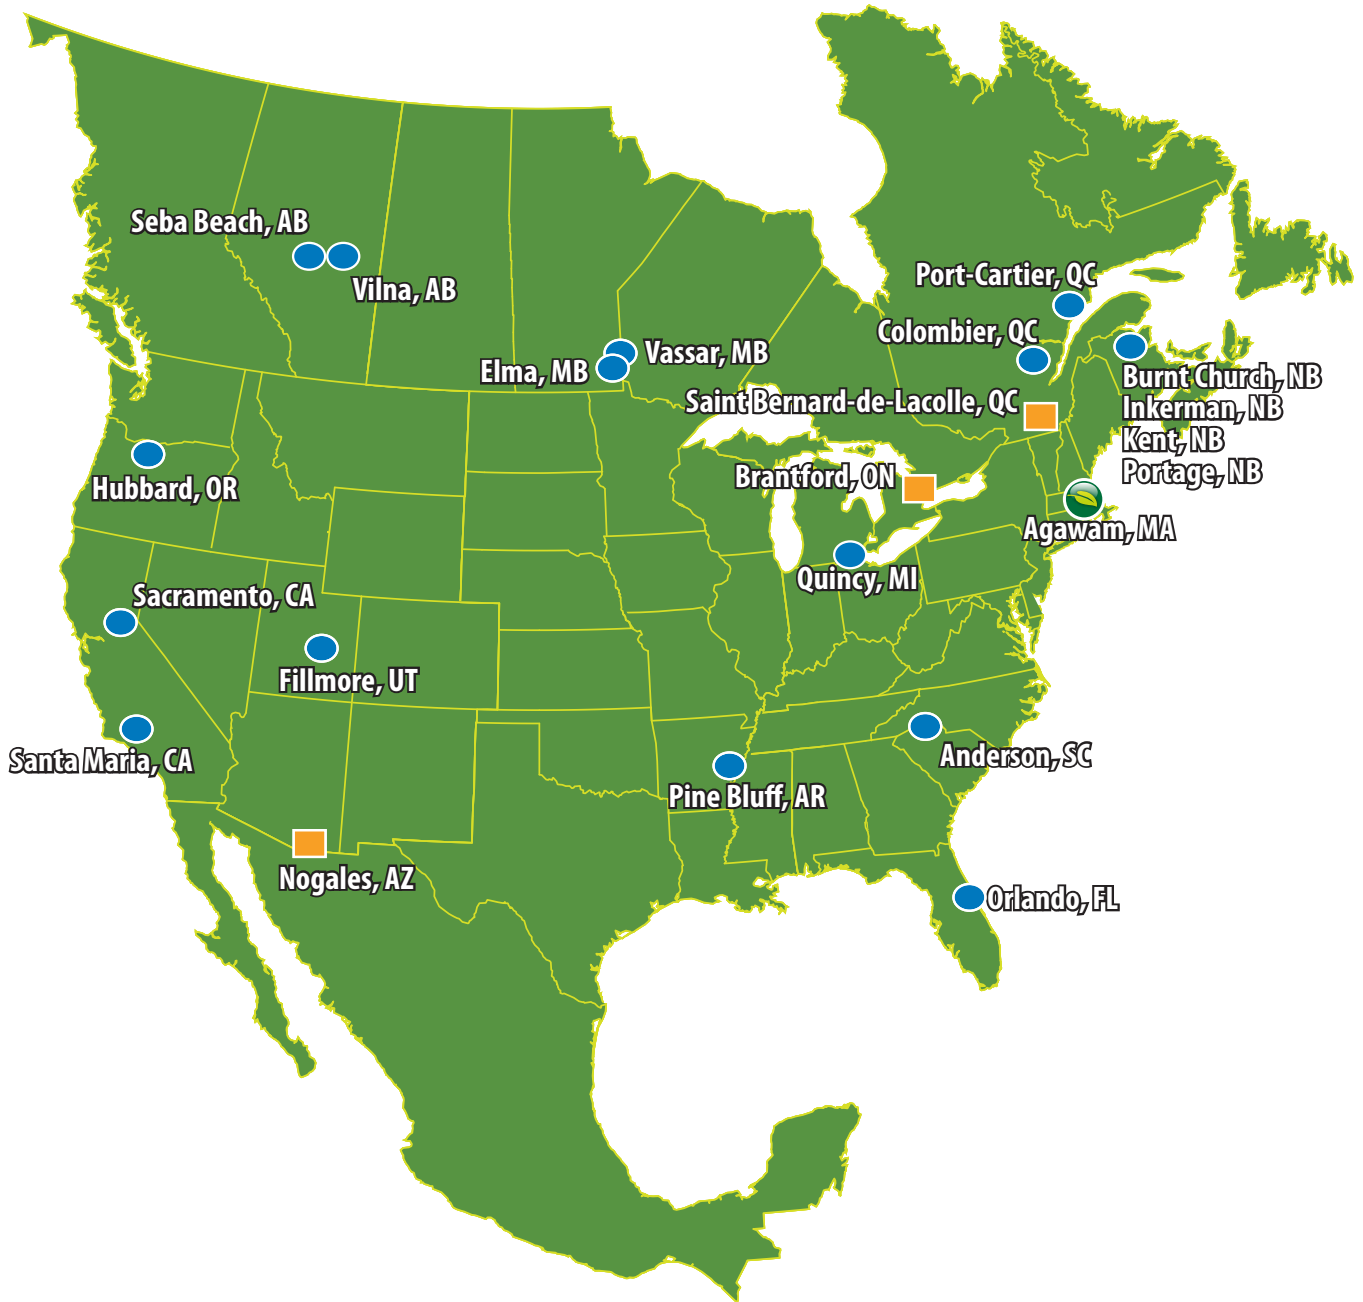 Seba Beach, AB
Vilna, AB
Port-Cartier, QC
Colombier, QC
Vassar, MB
Elma, MB
Burnt Church, NB
Inkerman, NB
Kent, NB
Portage, NB
Saint Bernard-de-Lacolle, QC
Brantford, ON
Hubbard, OR
Agawam, MA
Quincy, MI
Sacramento, CA
Fillmore, UT
Santa Maria, CA
Anderson, SC
Pine Bluff, AR
Nogales, AZ
Orlando, FL